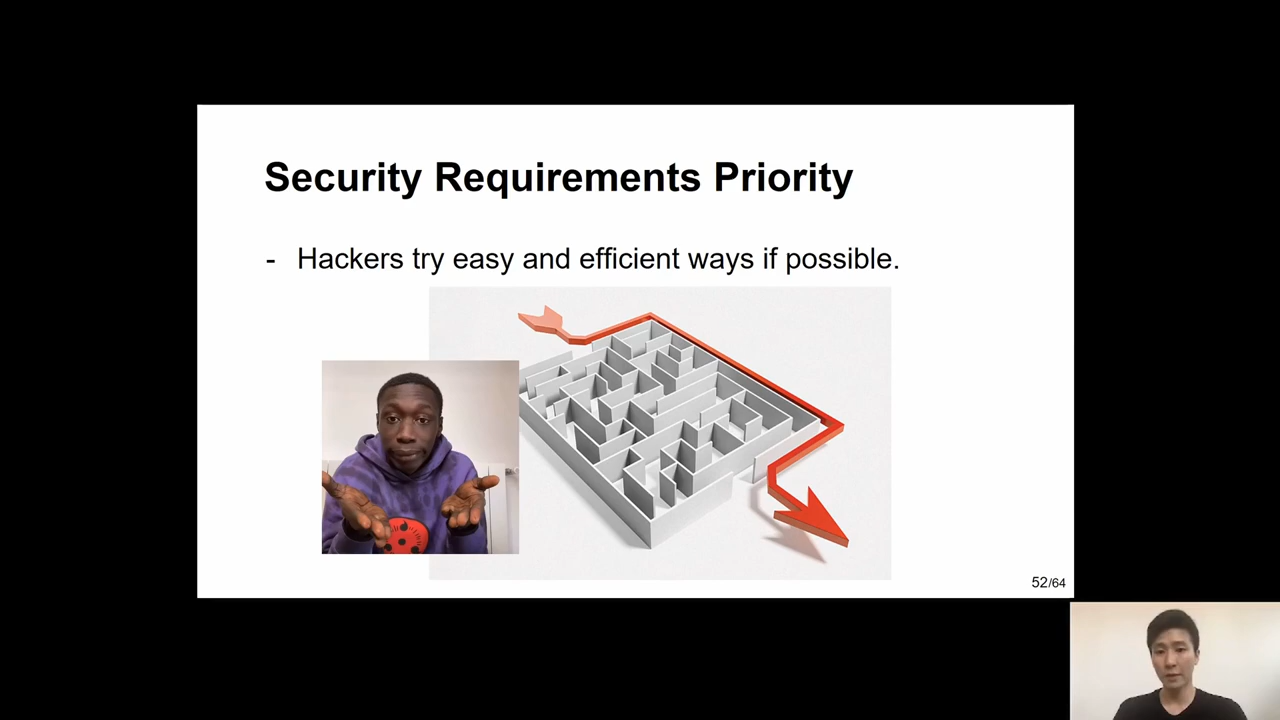 Security Requirements Priority
- Hackers try easy and efficient ways if possible.
52/64